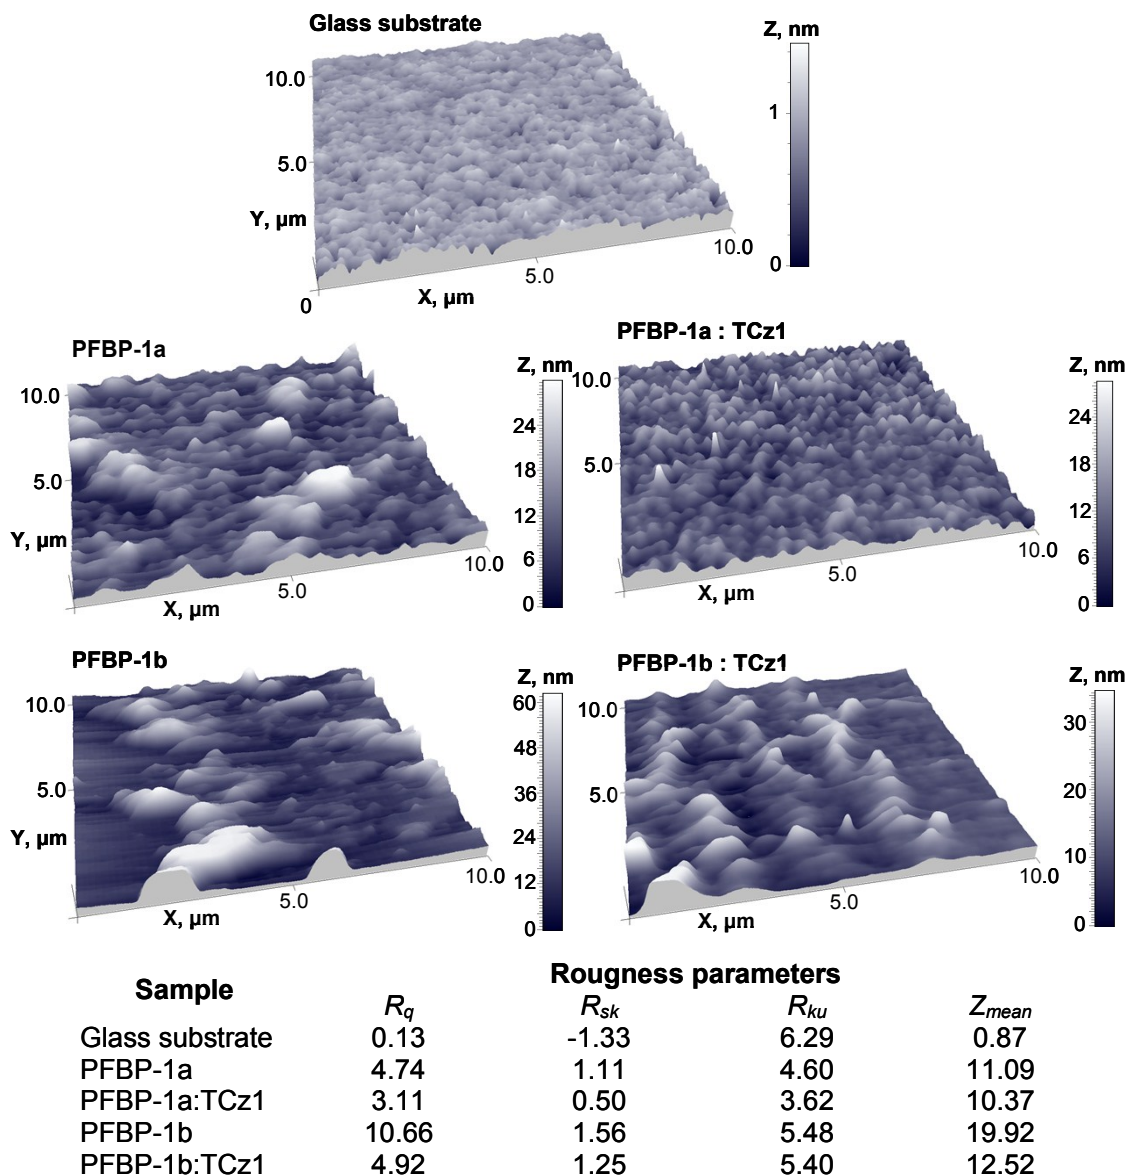 Glass substrate
Z, nm
10.0
1
5.0
Y, µm
0
10.0
5.0
X, µm
0
PFBP-1a
Z, nm
10.0
24
18
5.0
12
Y, µm
6
10.0
5.0
0
X, µm
PFBP-1a : TCz1
Z, nm
10.0
24
5.0
18
12
10.0
6
5.0
0
X, µm
PFBP-1b
Z, nm
10.0
60
48
5.0
36
Y, µm
24
10.0
12
5.0
X, µm
0
PFBP-1b : TCz1
Z, nm
10.0
30
5.0
20
10
10.0
5.0
X, µm
0
Rougness parameters
Sample
Rq Rsk Rku Zmean
Glass substrate 0.13 -1.33 6.29 0.87
PFBP-1a 4.74 1.11 4.60 11.09
PFBP-1a:TCz1 3.11 0.50 3.62 10.37
PFBP-1b 10.66 1.56 5.48 19.92
PFBP-1b:TCz1 4.92 1.25 5.40 12.52